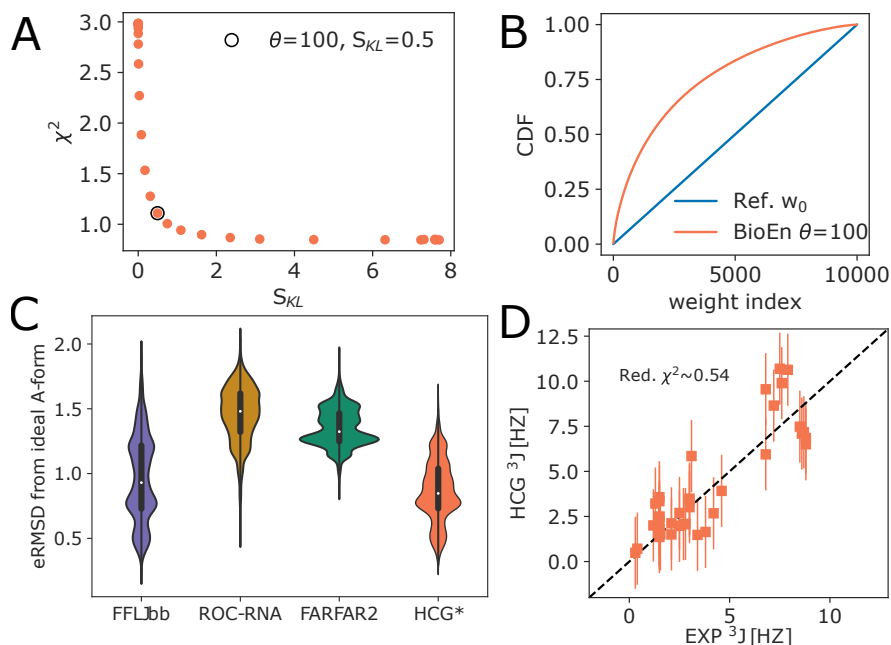 A
θ=100, S_KL=0.5
3.0
2.5
2.0
1.5
1.0
χ²
0 2 4 6 8
S_KL
B
1.00
0.75
0.50
0.25
0.00
CDF
Ref. w₀
BioEn θ=100
0 5000 10000
weight index
C
2.0
1.5
1.0
0.5
eRMSD from ideal A-form
FFLJbb ROC-RNA FARFAR2 HCG*
D
12.5
10.0
7.5
5.0
2.5
0.0
HCG ³J [HZ]
Red. χ²~0.54
0 5 10
EXP ³J [HZ]